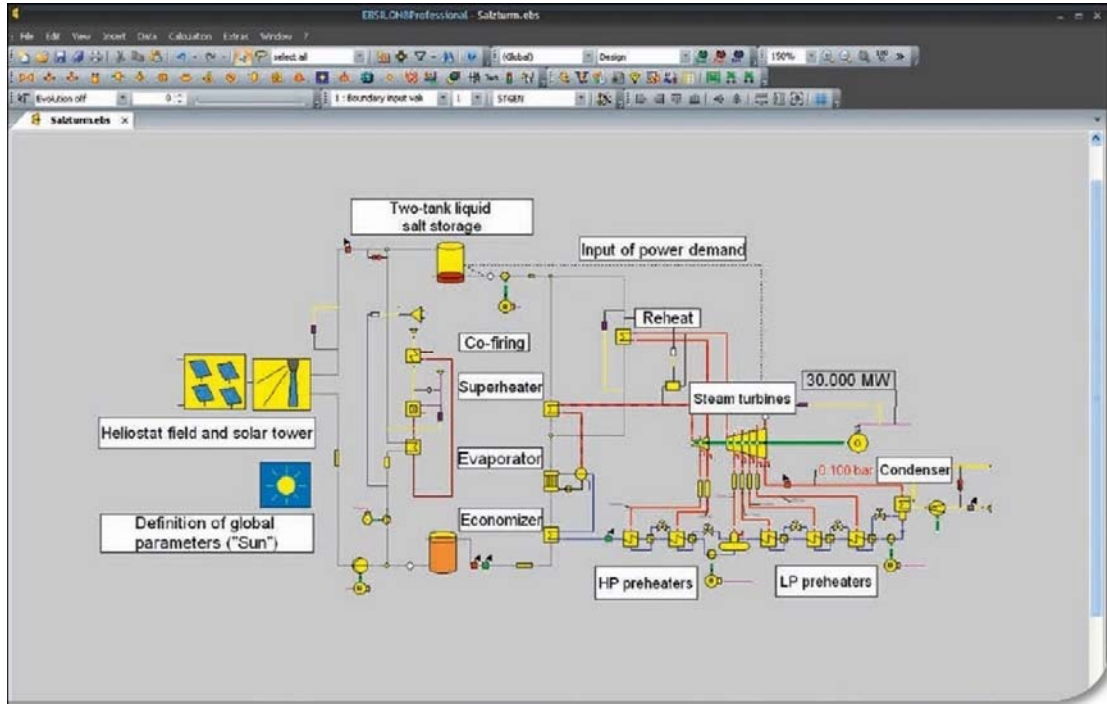 EBSILON8Professional - Salzturm.ebs
File Edit View Insert Data Calculation Extras Window ?
select all (Global) Design 150%
Evolution off 0 1 : Boundary input valu 1 STGEN
Salzturm.ebs
Two-tank liquid
salt storage
Input of power demand
Reheat
Co-firing
Superheater
30.000 MW
Steam turbines
Heliostat field and solar tower
Evaporator
0.100 bar
Condenser
Economizer
Definition of global
parameters ("Sun")
HP preheaters
LP preheaters